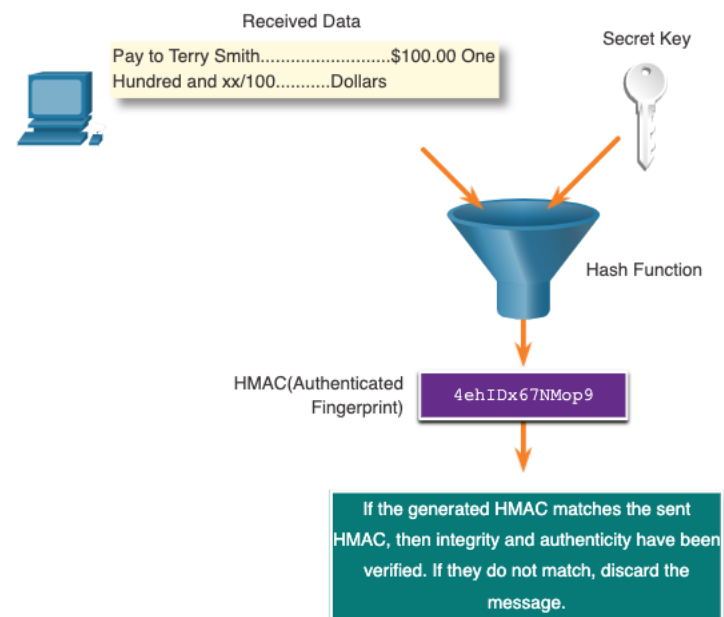 Received Data
Pay to Terry Smith...........................$100.00 One
Hundred and xx/100...........Dollars
Secret Key
Hash Function
HMAC(Authenticated
Fingerprint)
4ehIDx67NMop9
If the generated HMAC matches the sent
HMAC, then integrity and authenticity have been
verified. If they do not match, discard the
message.